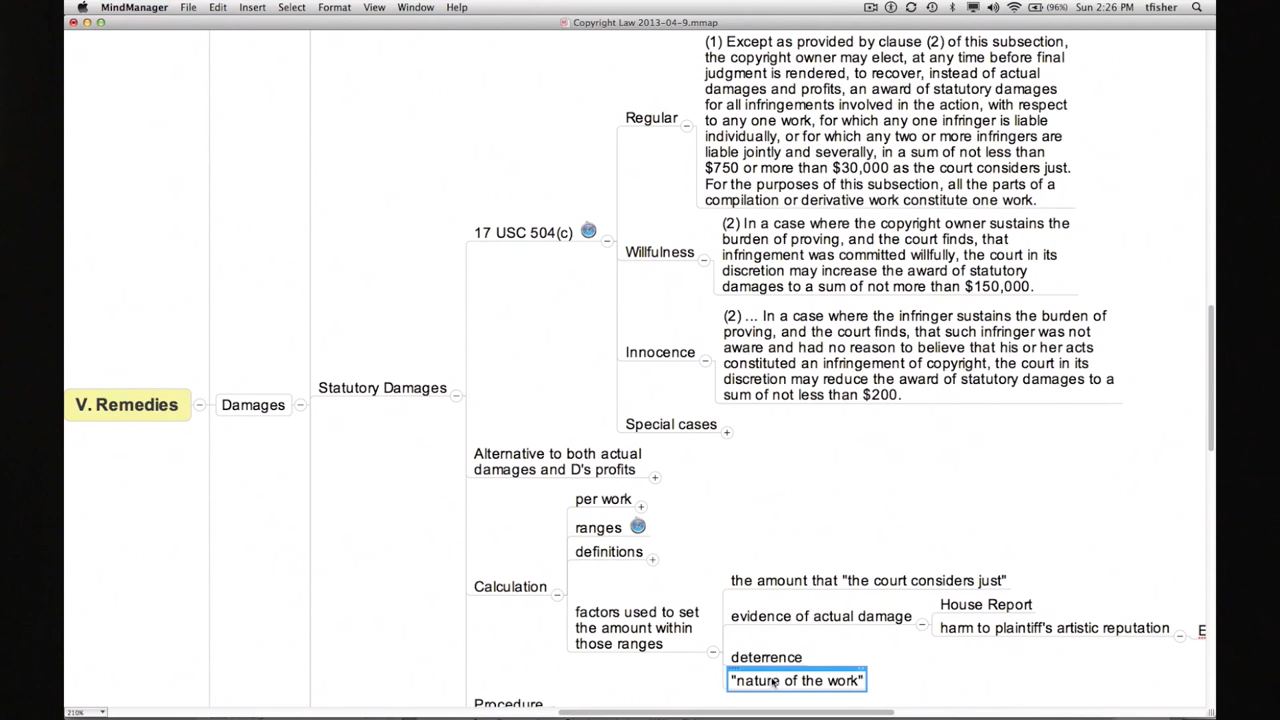 MindManager File Edit Insert Select Format View Window Help (96%) Sun 2:26 PM tfisher
Copyright Law 2013-04-9.mmap
(1) Except as provided by clause (2) of this subsection,
the copyright owner may elect, at any time before final
judgment is rendered, to recover, instead of actual
damages and profits, an award of statutory damages
for all infringements involved in the action, with respect
to any one work, for which any one infringer is liable
individually, or for which any two or more infringers are
liable jointly and severally, in a sum of not less than
$750 or more than $30,000 as the court considers just.
For the purposes of this subsection, all the parts of a
compilation or derivative work constitute one work.
Regular
17 USC 504(c)
Willfulness
(2) In a case where the copyright owner sustains the
burden of proving, and the court finds, that
infringement was committed willfully, the court in its
discretion may increase the award of statutory
damages to a sum of not more than $150,000.
Innocence
(2) ... In a case where the infringer sustains the burden of
proving, and the court finds, that such infringer was not
aware and had no reason to believe that his or her acts
constituted an infringement of copyright, the court in its
discretion may reduce the award of statutory damages to a
sum of not less than $200.
Special cases
V. Remedies
Damages
Statutory Damages
Alternative to both actual
damages and D's profits
per work
ranges
definitions
Calculation
factors used to set
the amount within
those ranges
the amount that "the court considers just"
evidence of actual damage
House Report
harm to plaintiff's artistic reputation
E
deterrence
"nature of the work"
Procedure
210%